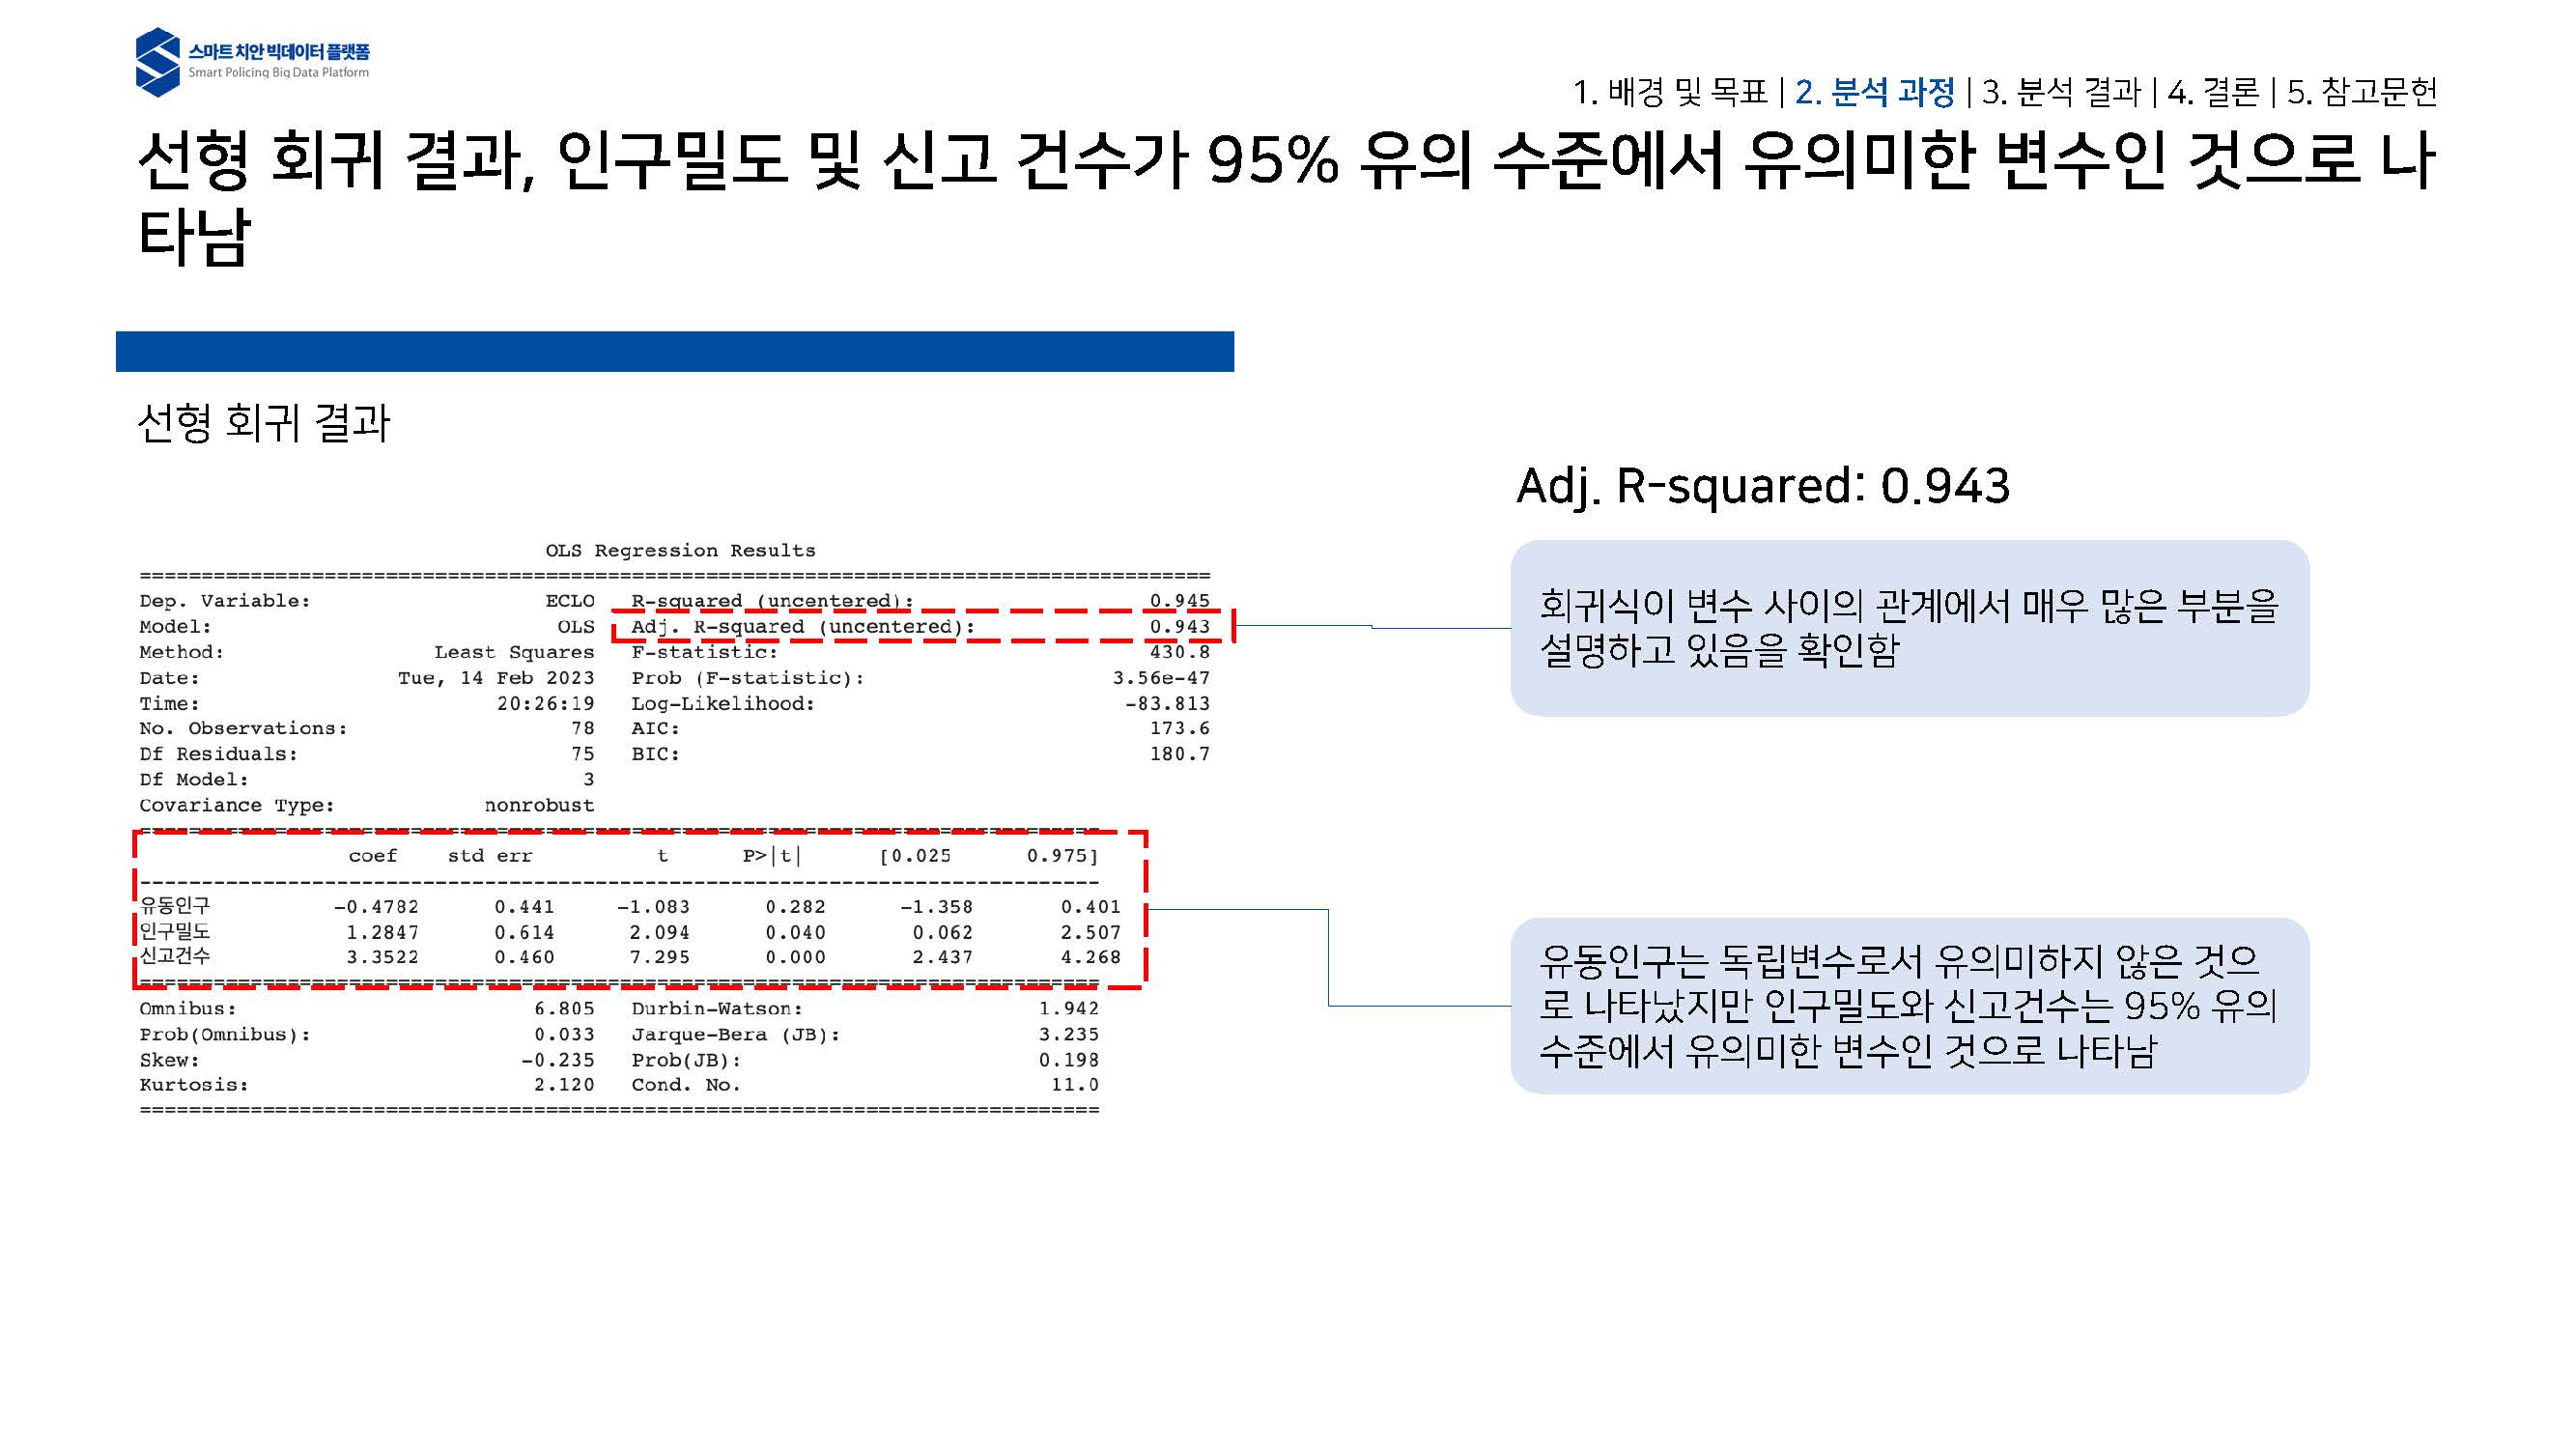 스마트 치안 빅데이터 플랫폼
Smart Policing Big Data Platform
1. 배경 및 목표 | 2. 분석 과정 | 3. 분석 결과 | 4. 결론 | 5. 참고문헌
선형 회귀 결과, 인구밀도 및 신고 건수가 95% 유의 수준에서 유의미한 변수인 것으로 나
타남
선형 회귀 결과
OLS Regression Results
Dep. Variable: ECLO R-squared (uncentered): 0.945
Model: OLS Adj. R-squared (uncentered): 0.943
Method: Least Squares F-statistic: 430.8
Date: Tue, 14 Feb 2023 Prob (F-statistic): 3.56e-47
Time: 20:26:19 Log-Likelihood: -83.813
No. Observations: 78 AIC: 173.6
Df Residuals: 75 BIC: 180.7
Df Model: 3
Covariance Type: nonrobust
coef std err t P>|t| [0.025 0.975]
유동인구 -0.4782 0.441 -1.083 0.282 -1.358 0.401
인구밀도 1.2847 0.614 2.094 0.040 0.062 2.507
신고건수 3.3522 0.460 7.295 0.000 2.437 4.268
Omnibus: 6.805 Durbin-Watson: 1.942
Prob(Omnibus): 0.033 Jarque-Bera (JB): 3.235
Skew: -0.235 Prob(JB): 0.198
Kurtosis: 2.120 Cond. No. 11.0
Adj. R-squared: 0.943
회귀식이 변수 사이의 관계에서 매우 많은 부분을
설명하고 있음을 확인함
유동인구는 독립변수로서 유의미하지 않은 것으
로 나타났지만 인구밀도와 신고건수는 95% 유의
수준에서 유의미한 변수인 것으로 나타남